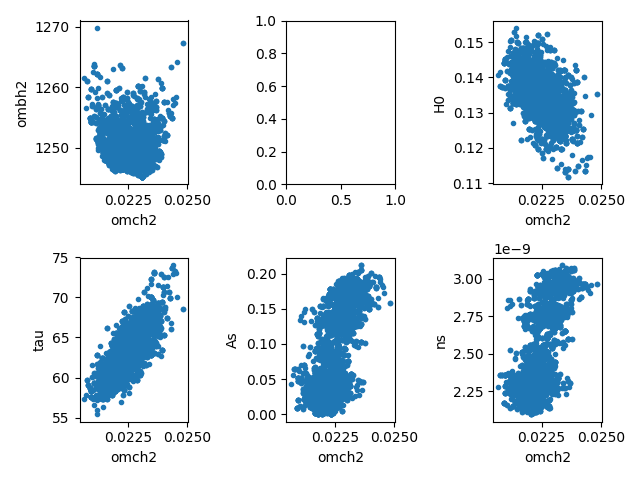 1270
1260
1250
ombh2
0.0225 0.0250
omch2
1.0
0.8
0.6
0.4
0.2
0.0
0.0 0.5 1.0
0.15
0.14
0.13
0.12
0.11
H0
0.0225 0.0250
omch2
75
70
65
60
55
tau
0.0225 0.0250
omch2
0.20
0.15
0.10
0.05
0.00
As
0.0225 0.0250
omch2
1e−9
3.00
2.75
2.50
2.25
ns
0.0225 0.0250
omch2